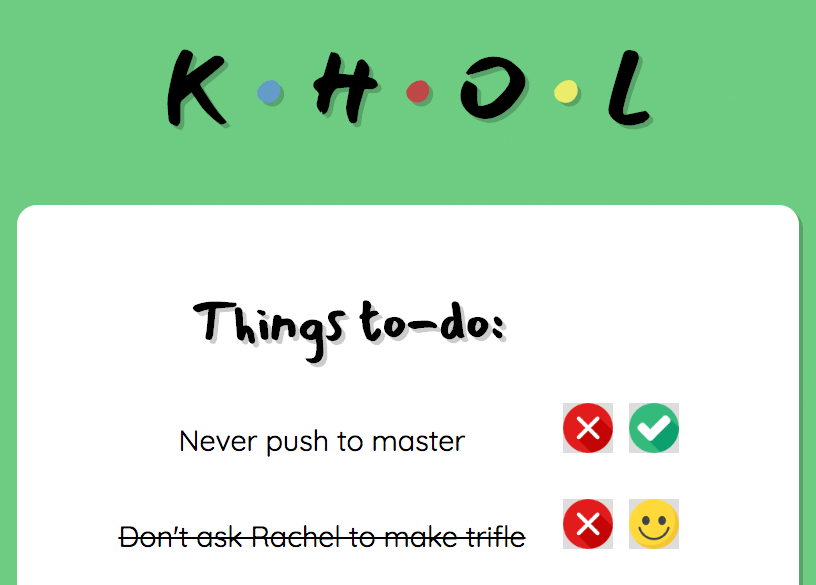 K•H•O•L
Things to-do:
Never push to master
Don't ask Rachel to make trifle